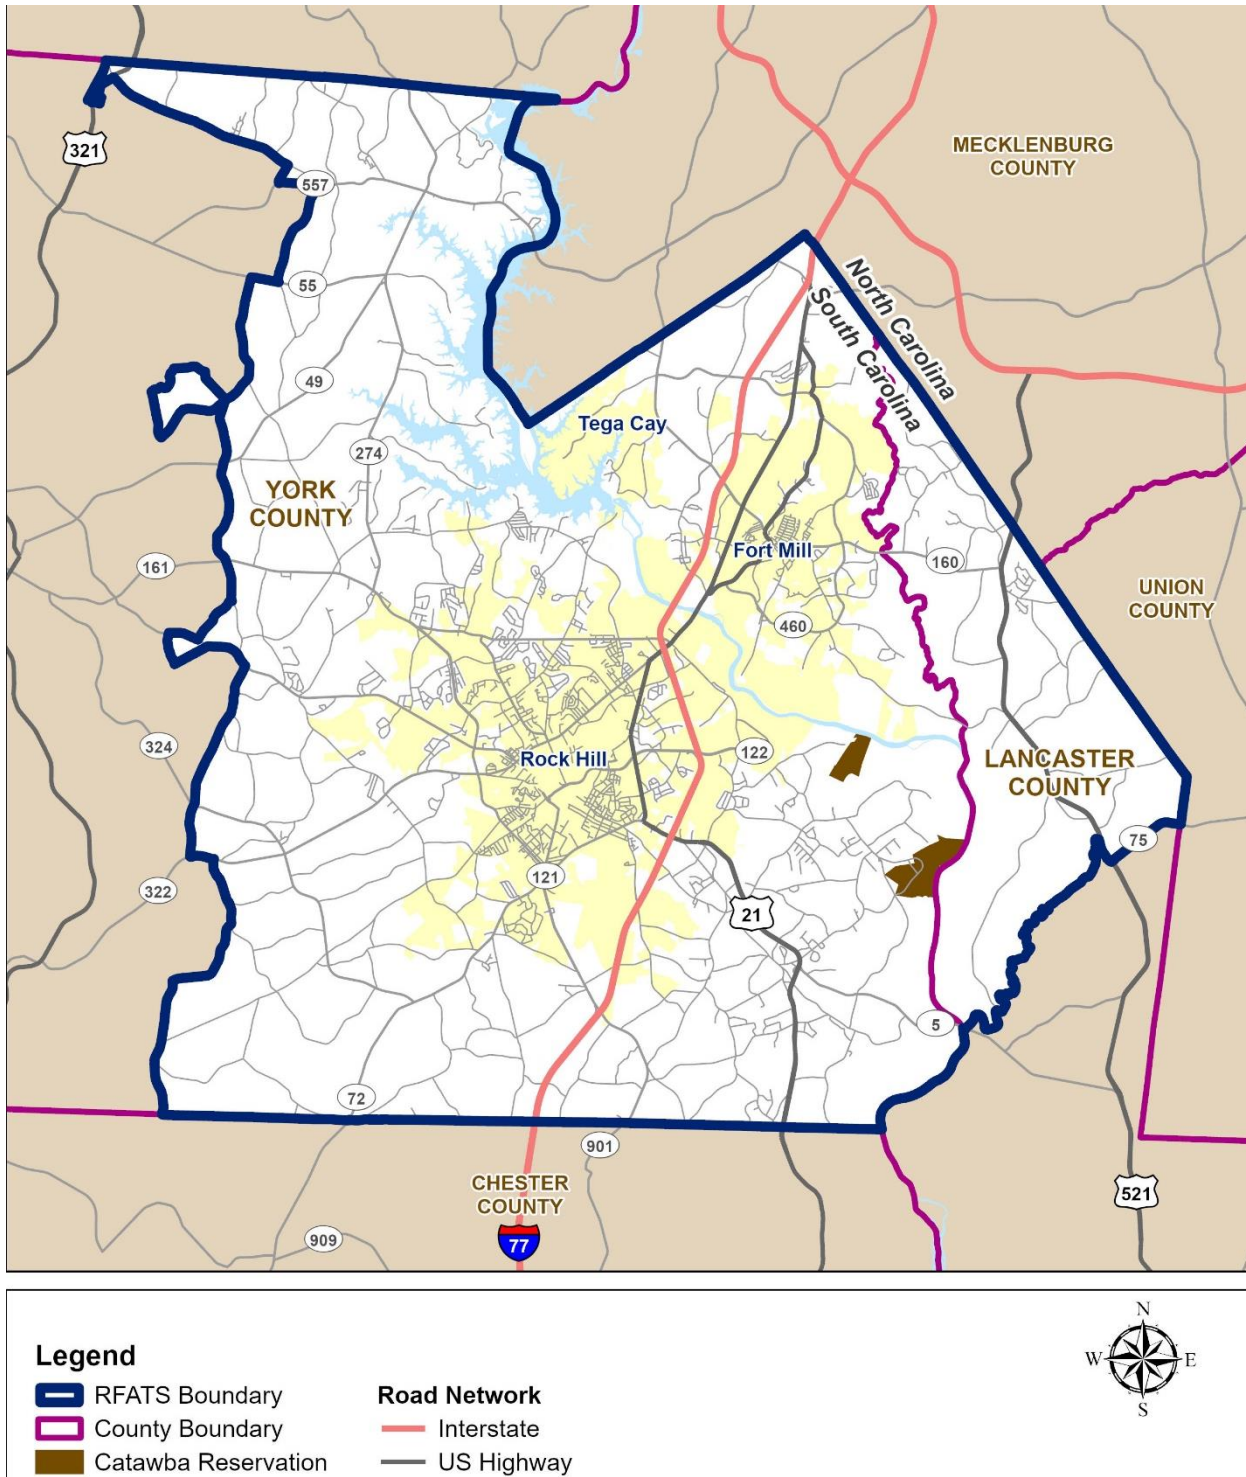 321
MECKLENBURG
COUNTY
557
North Carolina
South Carolina
55
49
Tega Cay
274
YORK
COUNTY
Fort Mill
160
161
UNION
COUNTY
460
324
Rock Hill
122
LANCASTER
COUNTY
75
121
322
21
5
72
901
CHESTER
COUNTY
521
909
77
N
W
E
S
Legend
RFATS Boundary
County Boundary
Catawba Reservation
Road Network
Interstate
US Highway